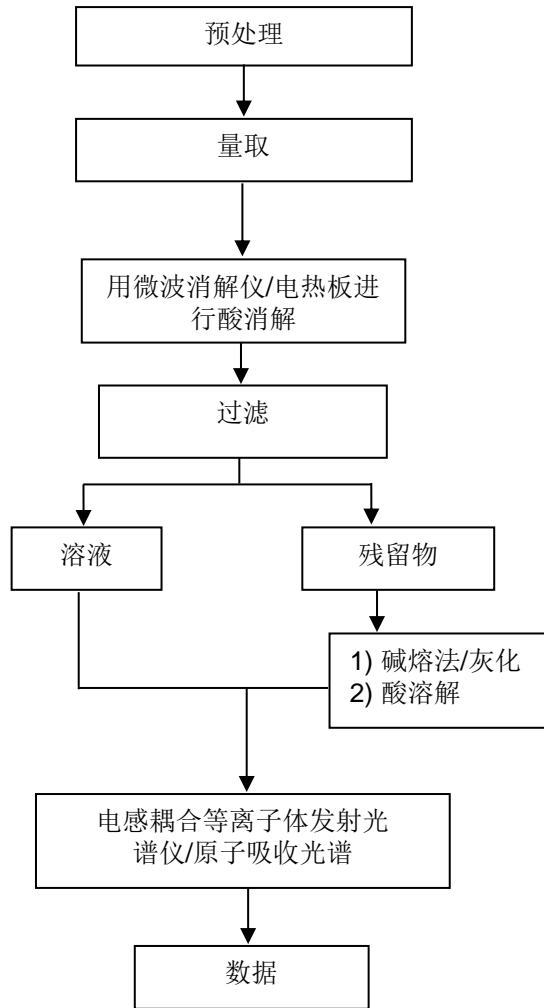 预处理
量取
用微波消解仪/电热板进
行酸消解
过滤
溶液
残留物
1) 碱熔法/灰化
2) 酸溶解
电感耦合等离子体发射光
谱仪/原子吸收光谱
数据